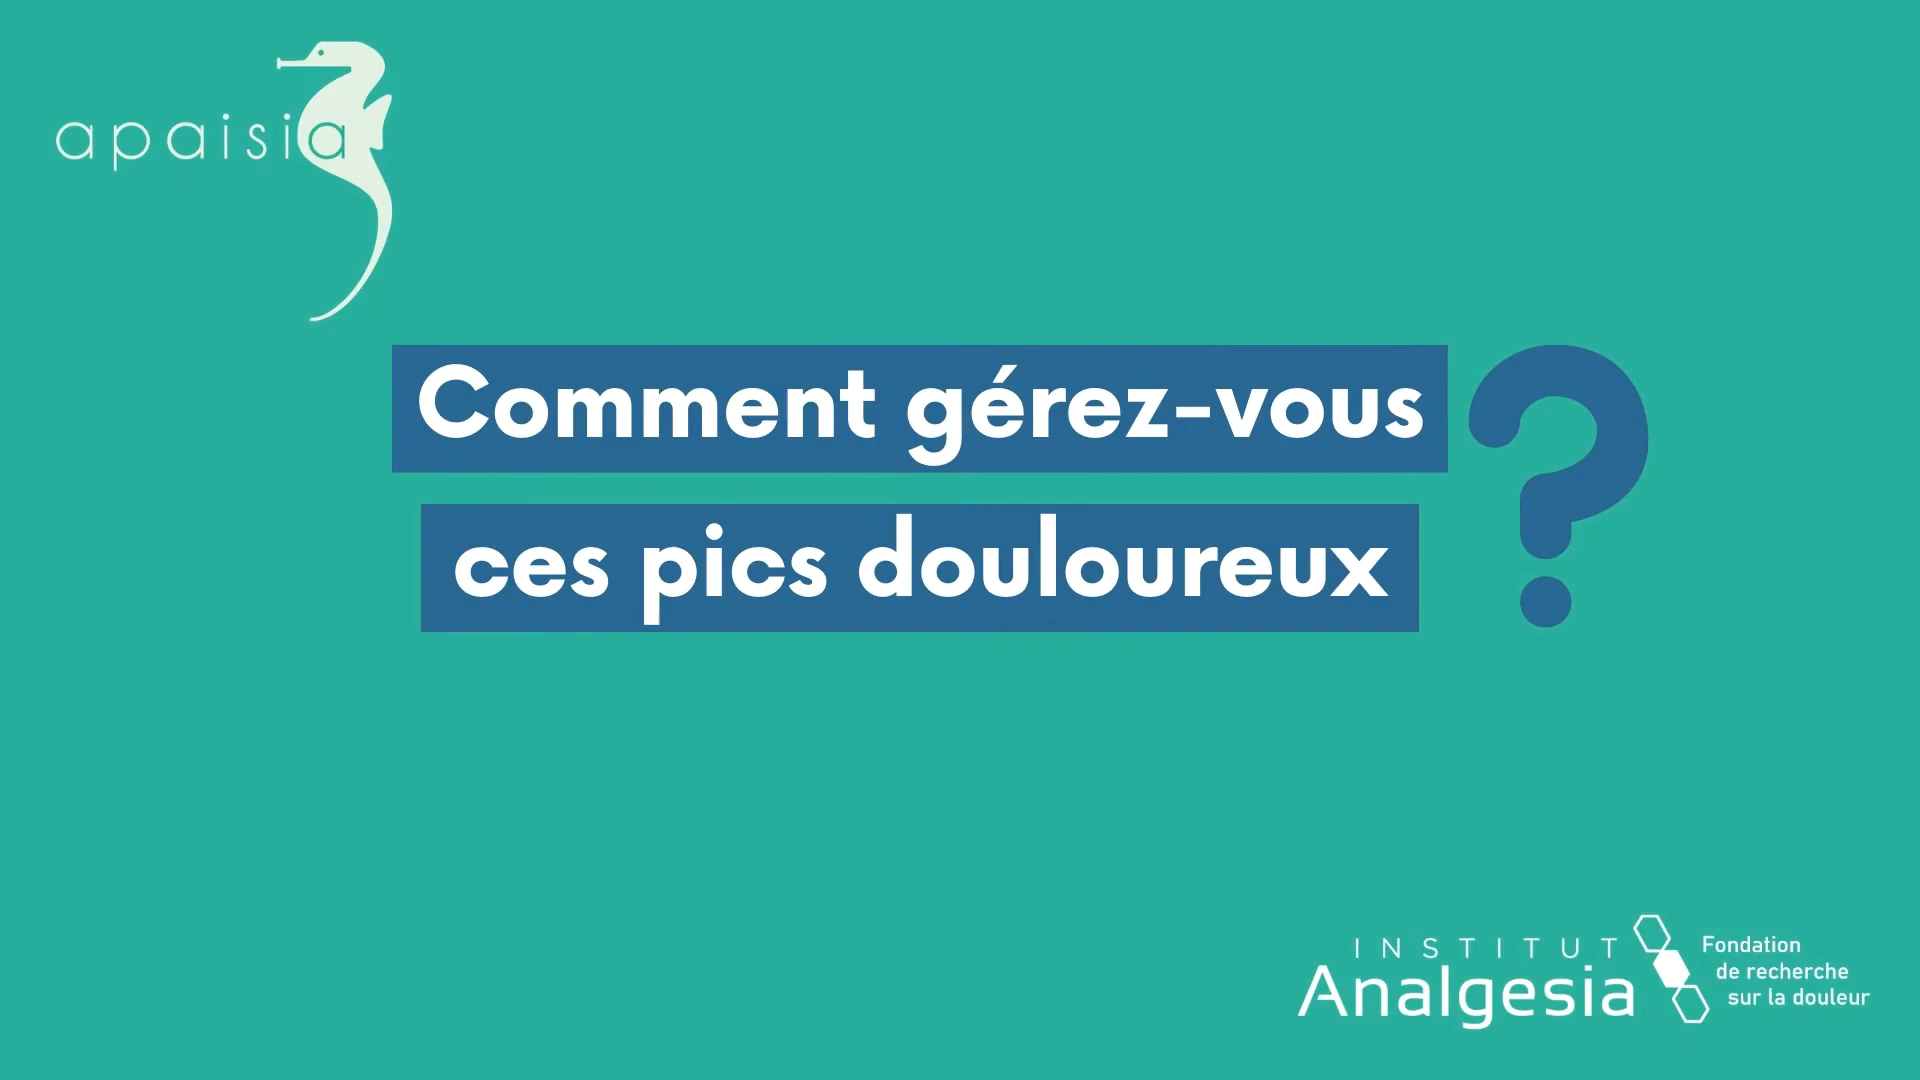 apaisia
Comment gérez-vous
ces pics douloureux ?
INSTITUT
Analgesia
Fondation
de recherche
sur la douleur